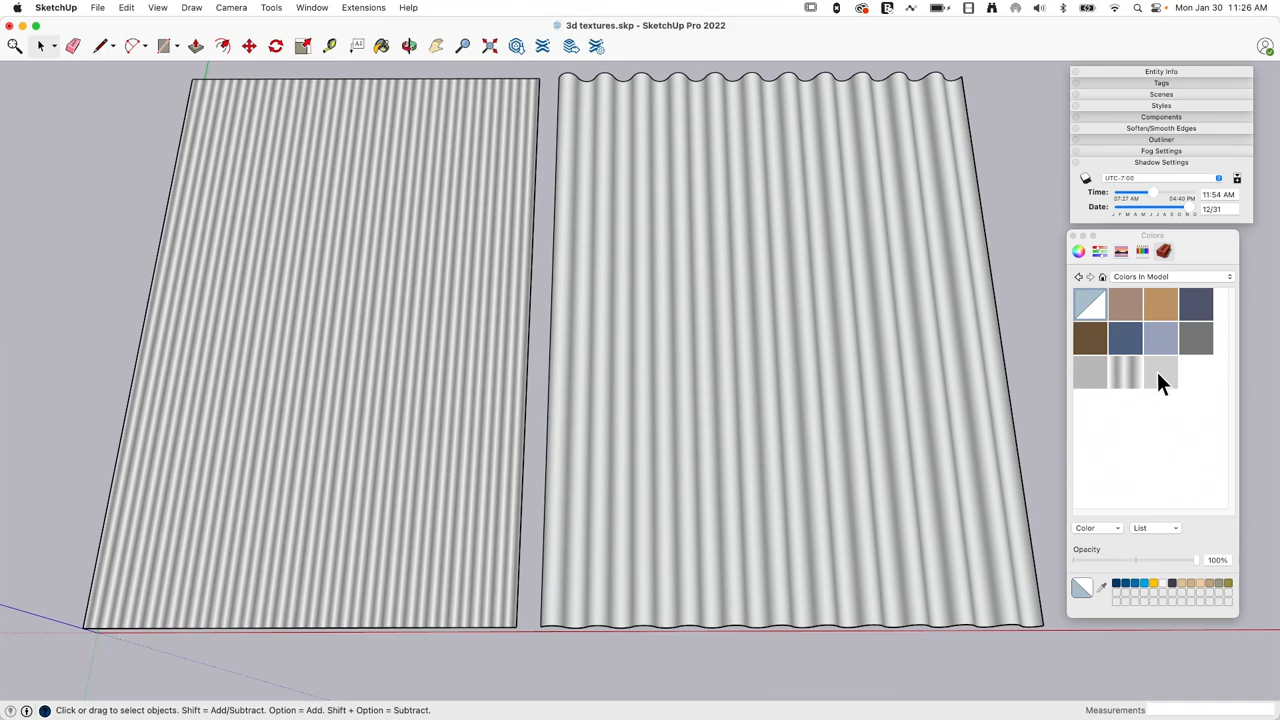 SketchUp File Edit View Draw Camera Tools Window Extensions Help
Mon Jan 30 11:26 AM
3d textures.skp - SketchUp Pro 2022
A1
Entity Info
Tags
Scenes
Styles
Components
Soften/Smooth Edges
Outliner
Fog Settings
Shadow Settings
UTC-7:00
Time: 11:54 AM
07:27 AM 04:40 PM
Date: 12/31
J F M A M J J A S O N D
Colors
Colors In Model
Color List
Opacity
100%
Click or drag to select objects. Shift = Add/Subtract. Option = Add. Shift + Option = Subtract.
Measurements